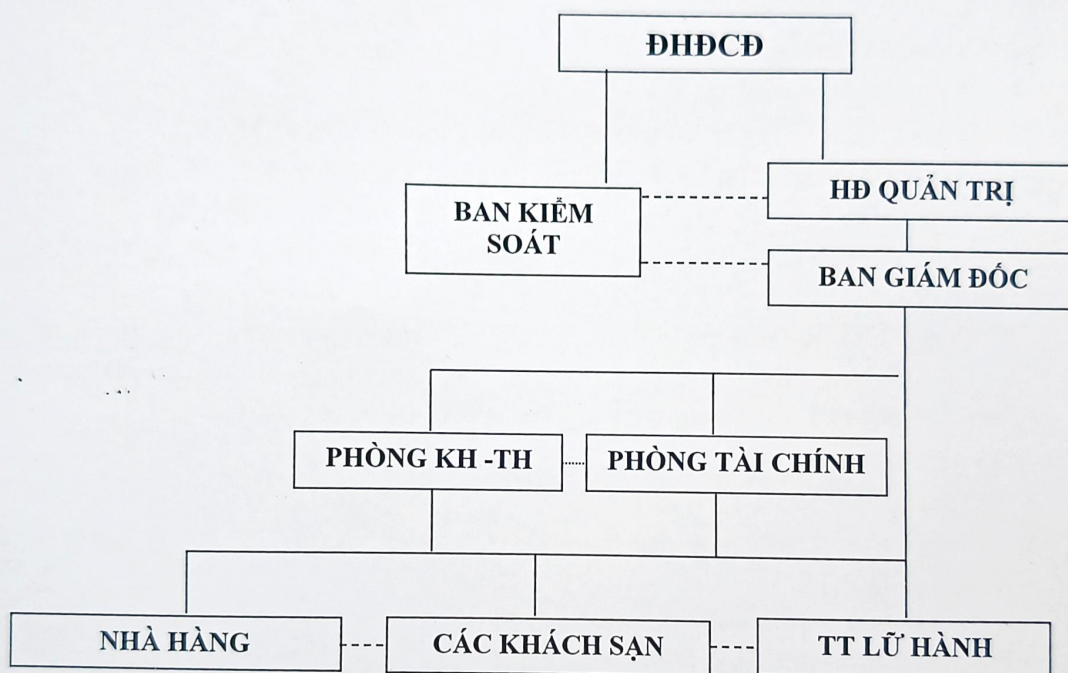 ĐHĐCĐ
BAN KIỂM
SOÁT
HĐ QUẢN TRỊ
BAN GIÁM ĐỐC
PHÒNG KH -TH
PHÒNG TÀI CHÍNH
NHÀ HÀNG
CÁC KHÁCH SẠN
TT LỮ HÀNH